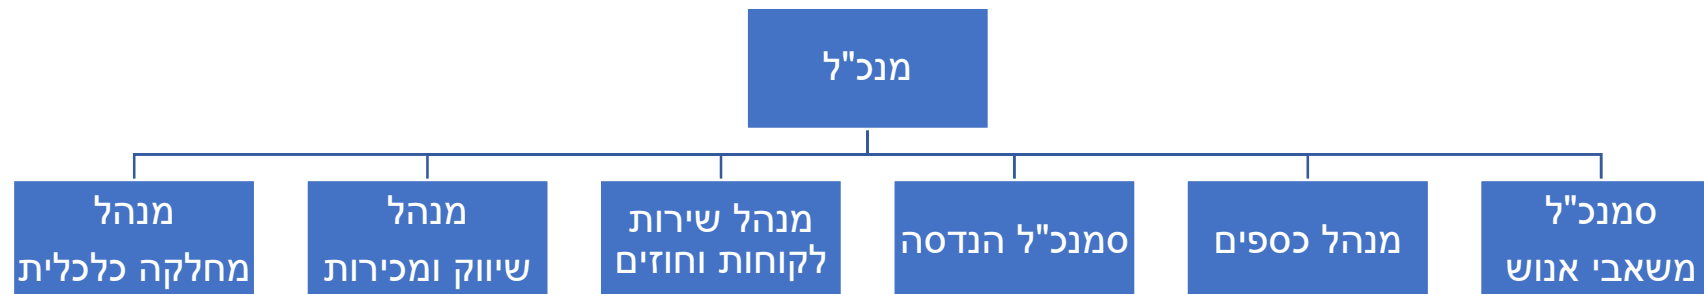 מנכ"ל
סמנכ"ל
משאבי אנוש
מנהל כספים
סמנכ"ל הנדסה
מנהל שירות
לקוחות וחוזים
מנהל
שיווק ומכירות
מנהל
מחלקה כלכלית